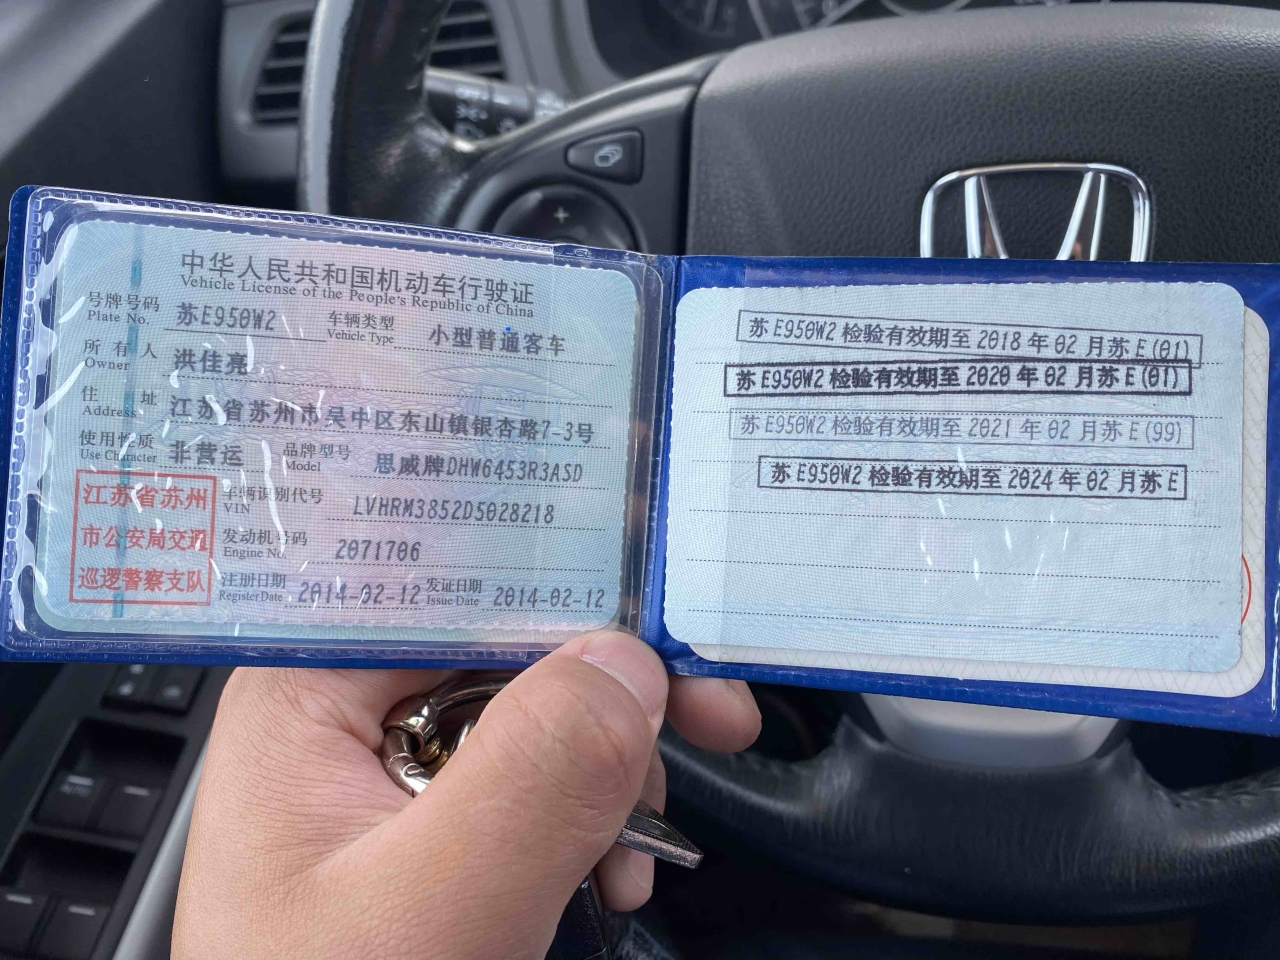 中华人民共和国机动车行驶证
Vehicle License of the People's Republic of China
号牌号码 苏E950W2 车辆类型 小型普通客车
Plate No. Vehicle Type
所有人 洪佳亮
Owner
住址 江苏省苏州市吴中区东山镇银杏路7-3号
Address
使用性质 非营运 品牌型号 思威牌DHW6453R3ASD
Use Character Model
江苏省苏州
市公安局交通
巡逻警察支队
车辆识别代号 LVHRM3852D5028218
VIN
发动机号码 2071706
Engine No.
注册日期 2014-02-12 发证日期 2014-02-12
Register Date Issue Date
苏E950W2 检验有效期至 2018 年 02 月苏E(01)
苏E950W2 检验有效期至 2020 年 02 月苏E(01)
苏E950W2 检验有效期至 2021 年 02 月苏E(99)
苏E950W2 检验有效期至 2024 年 02 月苏E